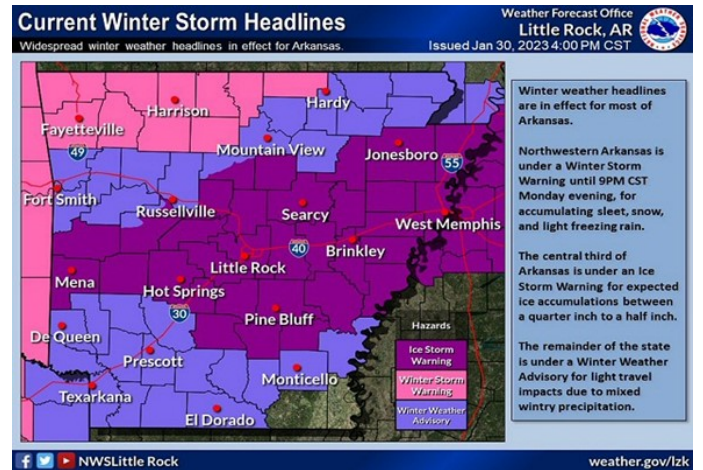 Current Winter Storm Headlines
Widespread winter weather headlines in effect for Arkansas.
Weather Forecast Office
Little Rock, AR
Issued Jan 30, 2023 4:00 PM CST
Hardy
Harrison
Fayetteville
49
Mountain View
Jonesboro
55
Fort Smith
Russellville
Searcy
West Memphis
40
Brinkley
Little Rock
Mena
Hot Springs
30
Pine Bluff
De Queen
Prescott
Monticello
Texarkana
El Dorado
Hazards
Ice Storm
Warning
Winter Storm
Warning
Winter Weather
Advisory
Winter weather headlines
are in effect for most of
Arkansas.
Northwestern Arkansas is
under a Winter Storm
Warning until 9PM CST
Monday evening, for
accumulating sleet, snow,
and light freezing rain.
The central third of
Arkansas is under an Ice
Storm Warning for expected
ice accumulations between
a quarter inch to a half inch.
The remainder of the state
is under a Winter Weather
Advisory for light travel
impacts due to mixed
wintry precipitation.
NWSLittle Rock
weather.gov/lzk